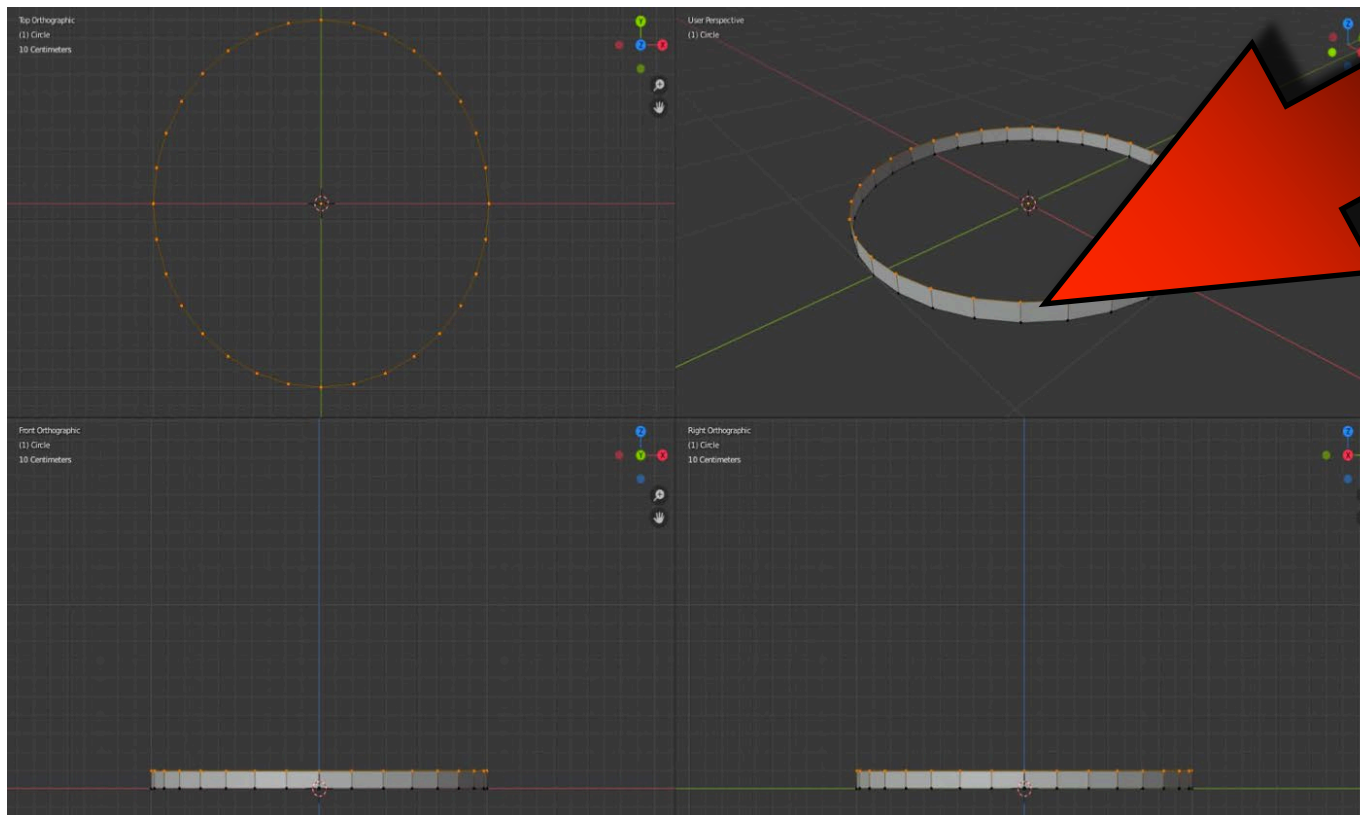 Top Orthographic
(1) Circle
10 Centimeters
Y
Z
X
User Perspective
(1) Circle
Z
Front Orthographic
(1) Circle
10 Centimeters
Z
Y
X
Right Orthographic
(1) Circle
10 Centimeters
Z
X